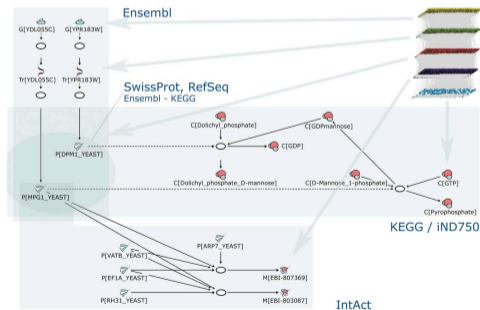 Ensembl
G[YDL055C] G[YPR183W]
Tr[YDL055C] Tr[YPR183W]
SwissProt, RefSeq
Ensembl - KEGG
C[Dolichyl_phosphate] C[GDPmannose]
P[DPM1_YEAST] C[GDP]
C[Dolichyl_phosphate_D-mannose] C[D-Mannose_1-phosphate] C[GTP]
P[MPG1_YEAST]
C[Pyrophosphate]
KEGG / iND750
P[ARP7_YEAST]
P[VATB_YEAST]
P[EF1A_YEAST] M[EBI-807369]
P[RH31_YEAST] M[EBI-803087]
IntAct